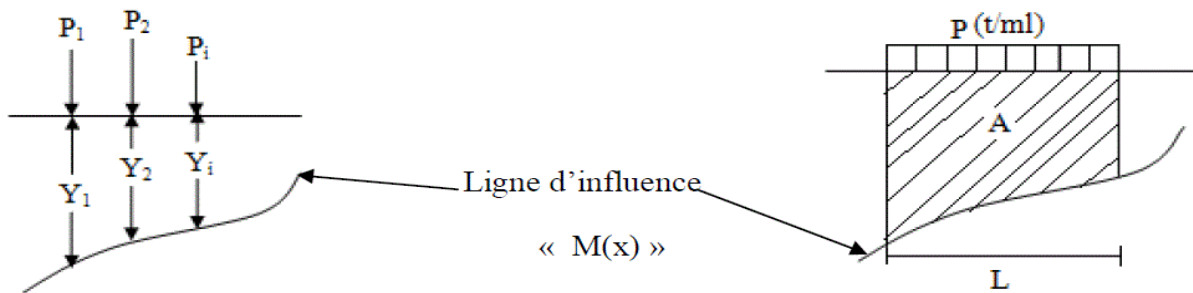 P1 P2 Pi
Y1 Y2 Yi
Ligne d'influence
« M(x) »
P (t/ml)
A
L